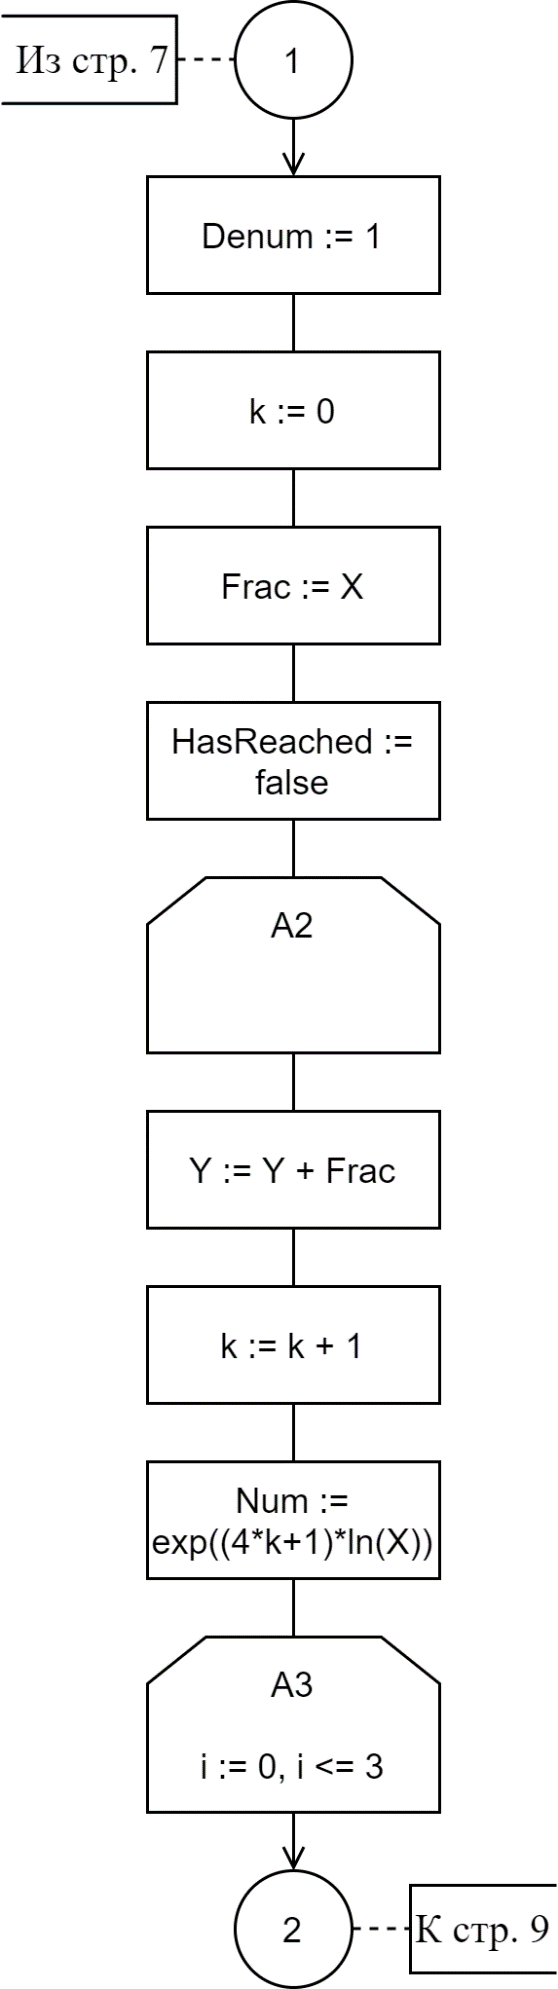 Из стр. 7
1
Denum := 1
k := 0
Frac := X
HasReached :=
false
A2
Y := Y + Frac
k := k + 1
Num :=
exp((4*k+1)*ln(X))
A3
i := 0, i <= 3
2
К стр. 9